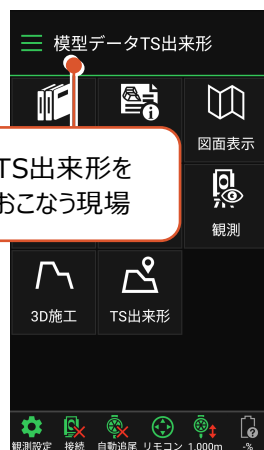 模型データTS出来形
図面表示
TS出来形を
おこなう現場
観測
3D施工
TS出来形
観測設定
接続
自動追尾
リモコン
1.000m
-%